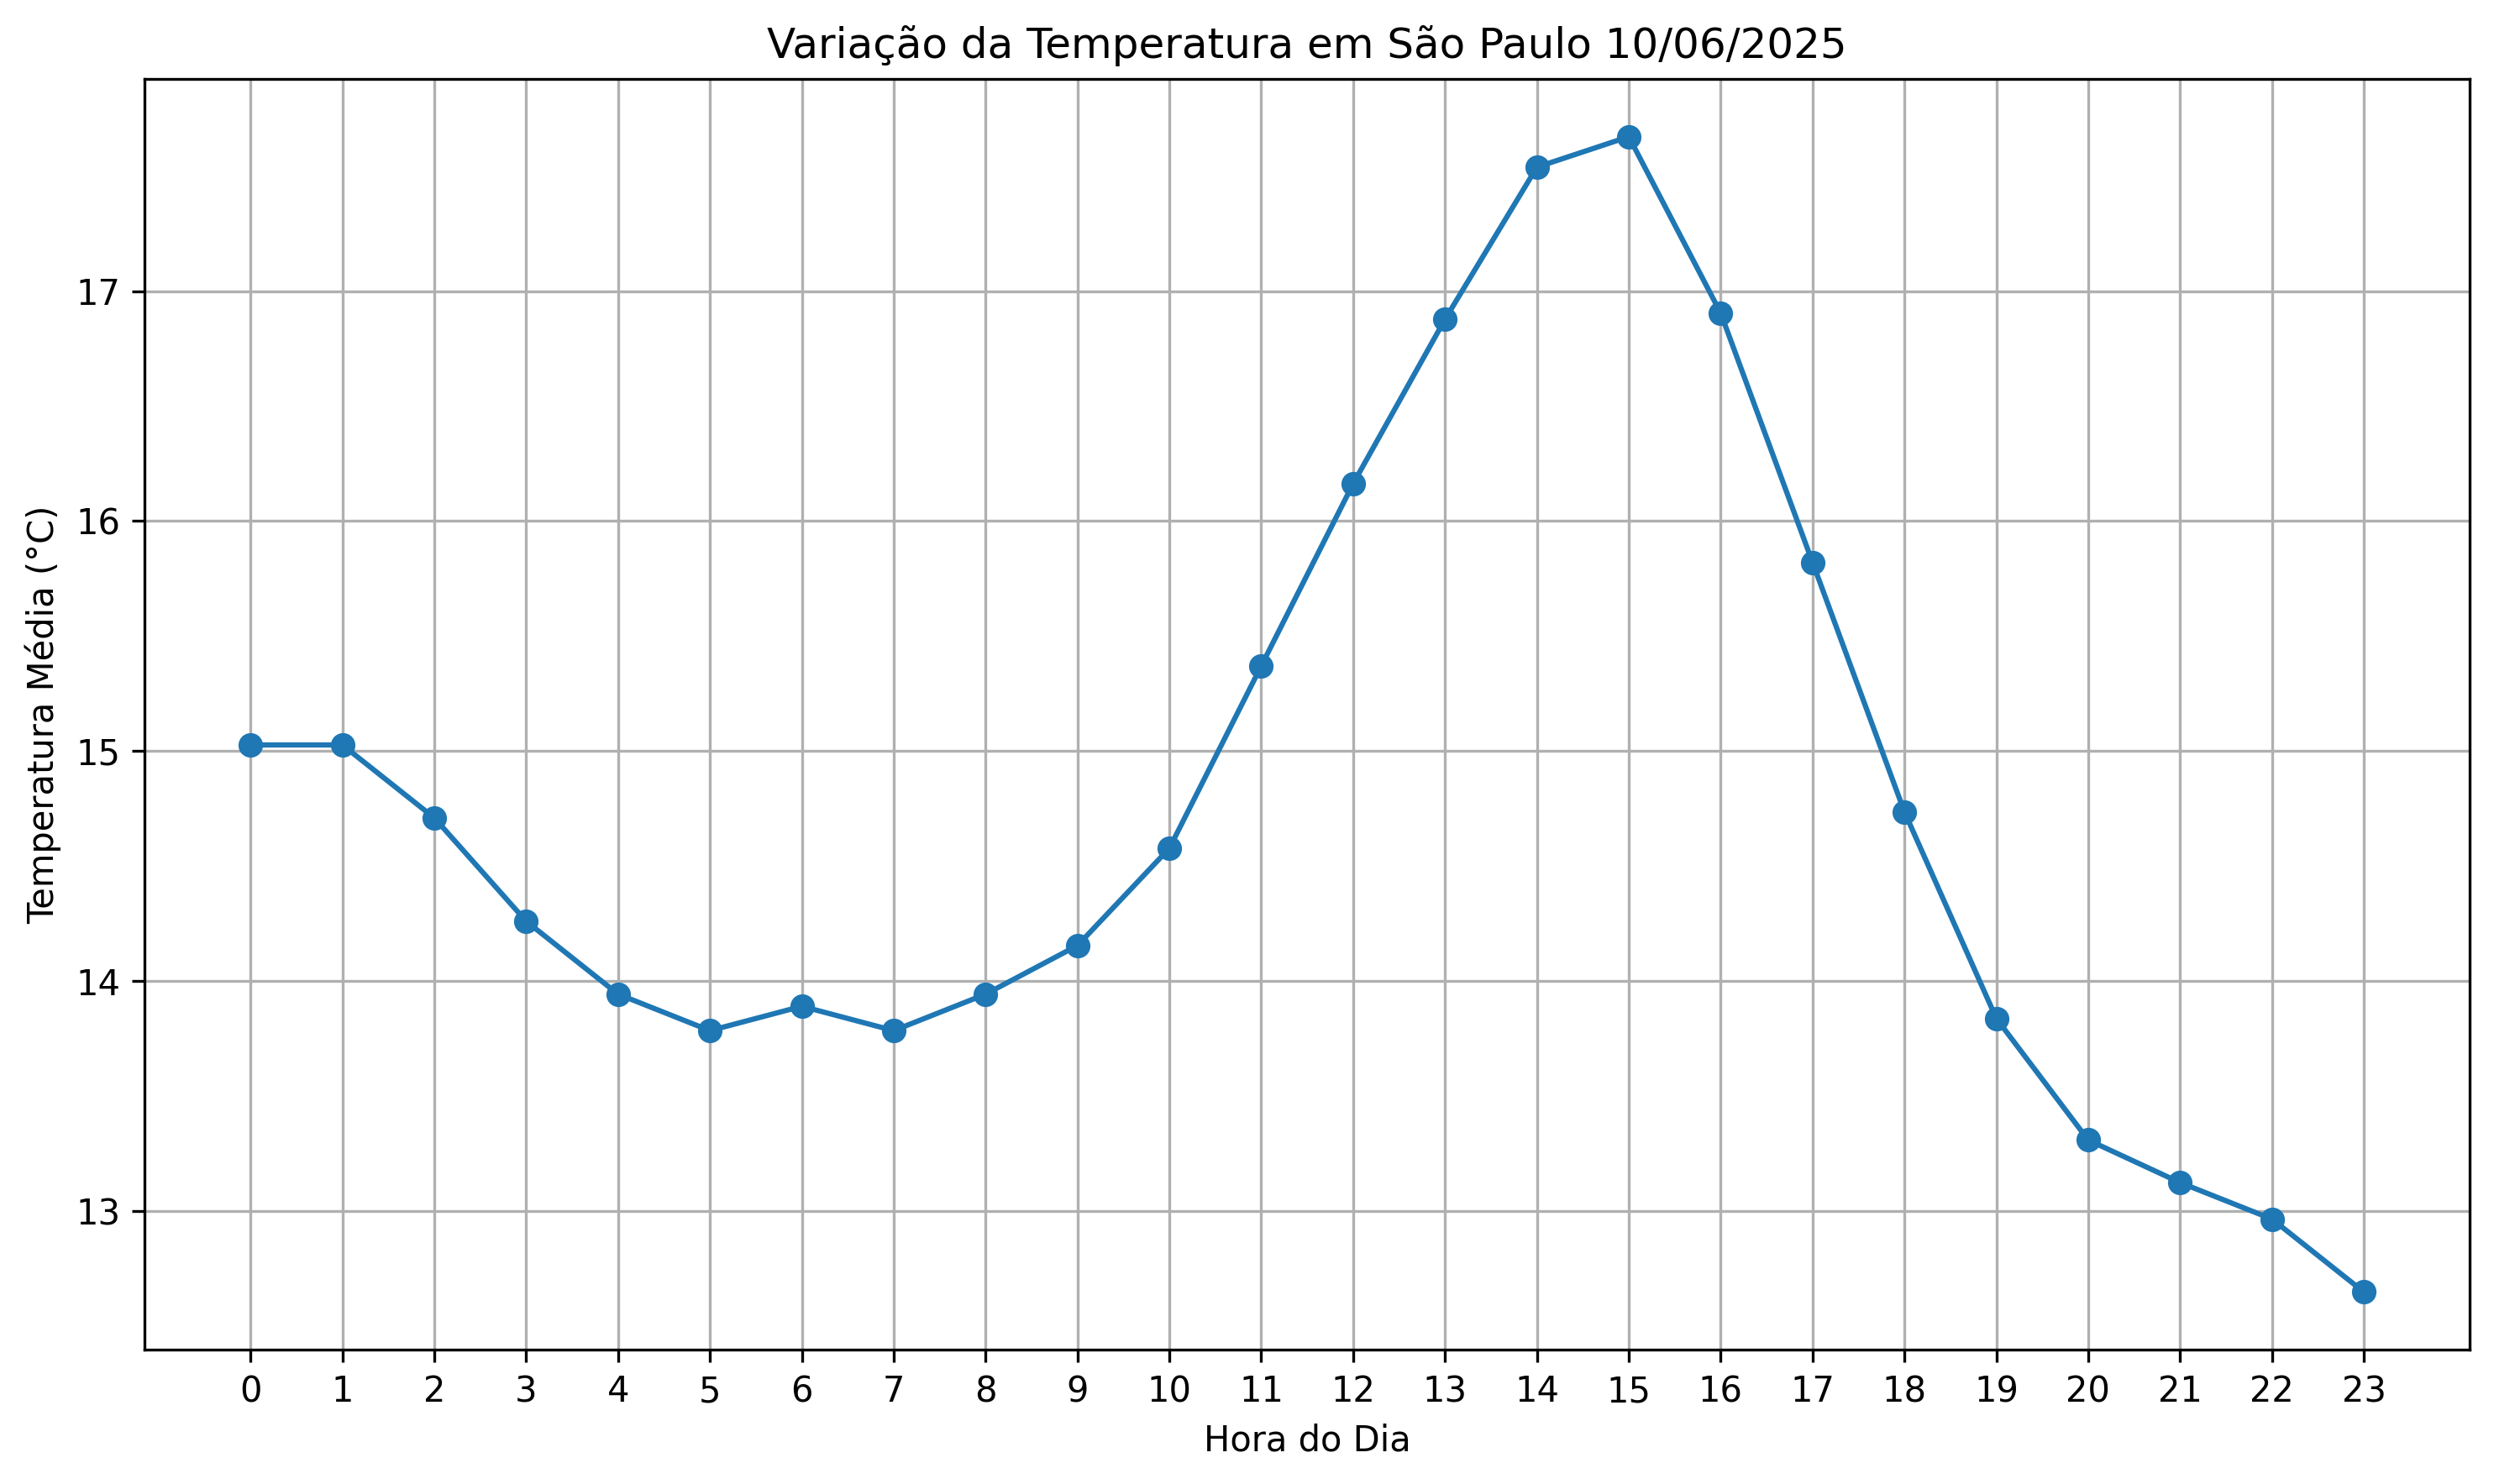 Variação da Temperatura em São Paulo 10/06/2025
Temperatura Média (°C)
17
16
15
14
13
0 1 2 3 4 5 6 7 8 9 10 11 12 13 14 15 16 17 18 19 20 21 22 23
Hora do Dia